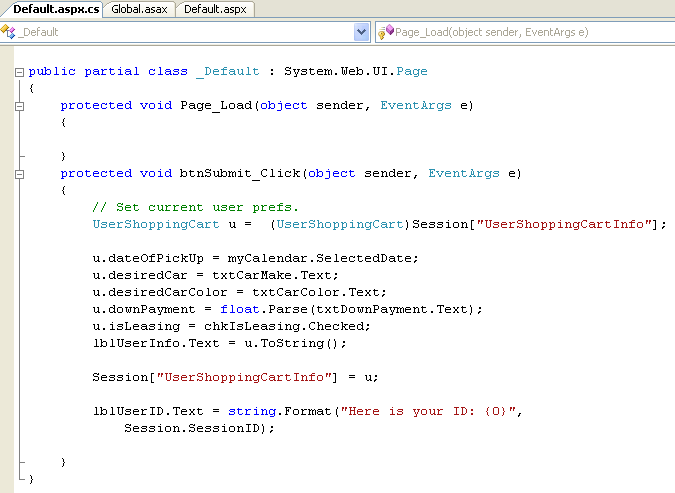 Default.aspx.cs Global.asax Default.aspx
_Default Page_Load(object sender, EventArgs e)
public partial class _Default : System.Web.UI.Page
{
protected void Page_Load(object sender, EventArgs e)
{
}
protected void btnSubmit_Click(object sender, EventArgs e)
{
// Set current user prefs.
UserShoppingCart u = (UserShoppingCart)Session["UserShoppingCartInfo"];
u.dateOfPickUp = myCalendar.SelectedDate;
u.desiredCar = txtCarMake.Text;
u.desiredCarColor = txtCarColor.Text;
u.downPayment = float.Parse(txtDownPayment.Text);
u.isLeasing = chkIsLeasing.Checked;
lblUserInfo.Text = u.ToString();
Session["UserShoppingCartInfo"] = u;
lblUserID.Text = string.Format("Here is your ID: {0}",
Session.SessionID);
}
}